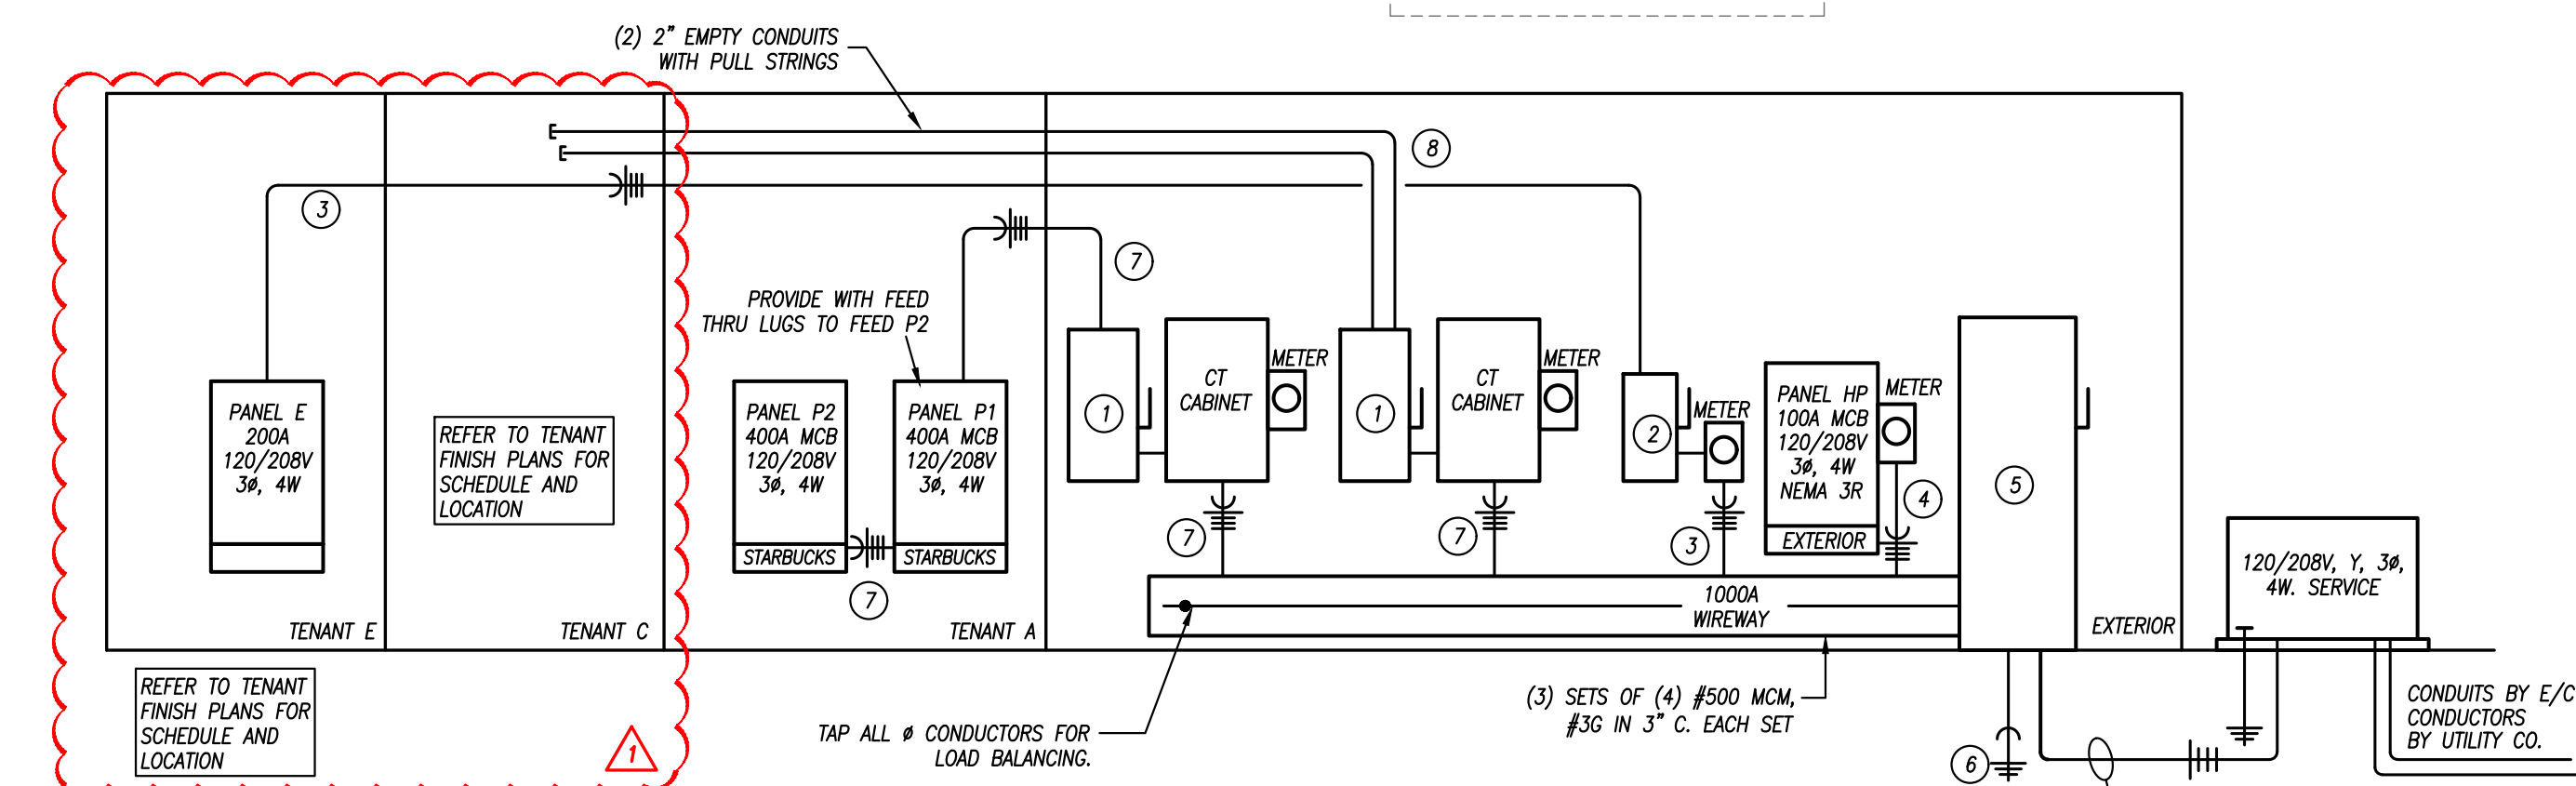 (2) 2" EMPTY CONDUITS
WITH PULL STRINGS
8
3
7
PROVIDE WITH FEED
THRU LUGS TO FEED P2
PANEL E
200A
120/208V
3ø, 4W
REFER TO TENANT
FINISH PLANS FOR
SCHEDULE AND
LOCATION
PANEL P2
400A MCB
120/208V
3ø, 4W
STARBUCKS
PANEL P1
400A MCB
120/208V
3ø, 4W
STARBUCKS
7
1
CT
CABINET
METER
7
1
CT
CABINET
METER
7
2
METER
3
PANEL HP
100A MCB
120/208V
3ø, 4W
NEMA 3R
EXTERIOR
METER
4
5
120/208V, Y, 3ø,
4W. SERVICE
1000A
WIREWAY
TENANT E
TENANT C
TENANT A
EXTERIOR
REFER TO TENANT
FINISH PLANS FOR
SCHEDULE AND
LOCATION
1
TAP ALL ø CONDUCTORS FOR
LOAD BALANCING.
(3) SETS OF (4) #500 MCM,
#3G IN 3" C. EACH SET
6
CONDUITS BY E/C
CONDUCTORS
BY UTILITY CO.